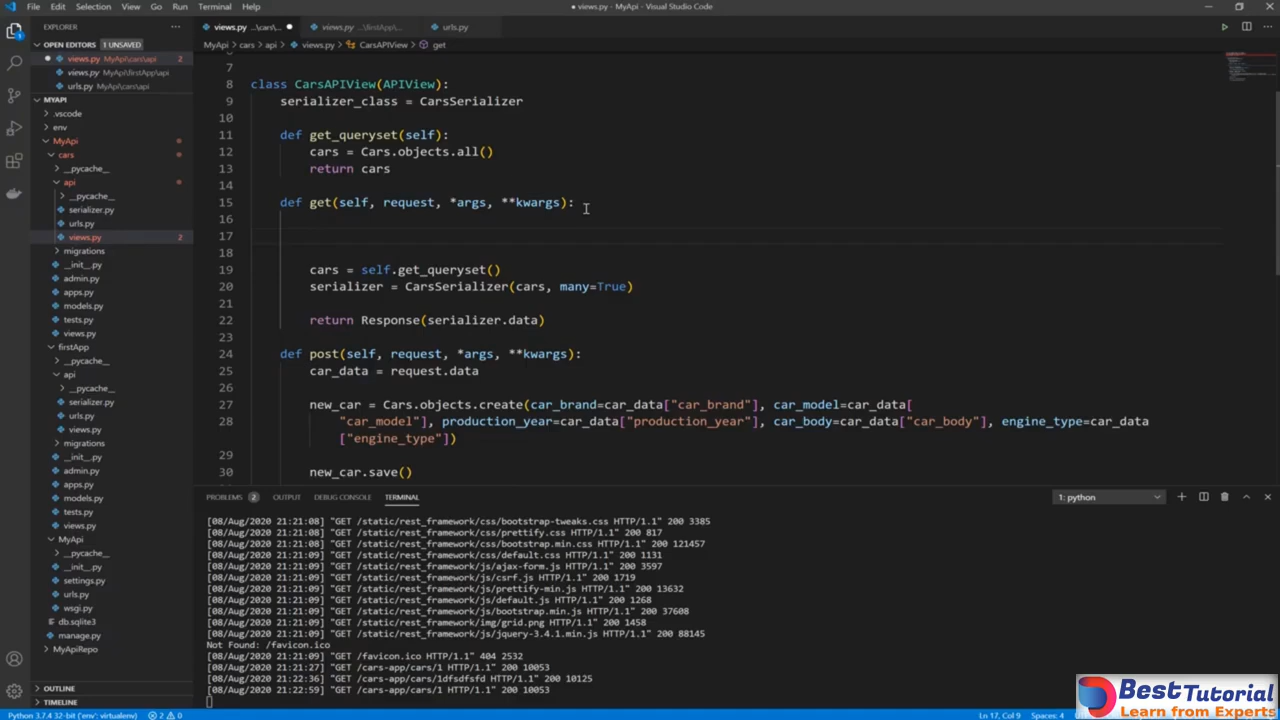 File Edit Selection View Go Run Terminal Help
● views.py - MyApi - Visual Studio Code
EXPLORER
OPEN EDITORS 1 UNSAVED
views.py MyApi\cars\api 2
views.py MyApi\firstApp\api
urls.py MyApi\cars\api
MYAPI
.vscode
env
MyApi
cars
__pycache__
api
__pycache__
serializer.py
urls.py
views.py 2
migrations
__init__.py
admin.py
apps.py
models.py
tests.py
views.py
firstApp
__pycache__
api
__pycache__
serializer.py
urls.py
views.py
migrations
__init__.py
admin.py
apps.py
models.py
tests.py
views.py
MyApi
__pycache__
__init__.py
settings.py
urls.py
wsgi.py
db.sqlite3
manage.py
MyApiRepo
OUTLINE
TIMELINE
views.py ...\cars\... views.py ...\firstApp\... urls.py
MyApi > cars > api > views.py > CarsAPIView > get
7
8 class CarsAPIView(APIView):
9 serializer_class = CarsSerializer
10
11 def get_queryset(self):
12 cars = Cars.objects.all()
13 return cars
14
15 def get(self, request, *args, **kwargs):
16
17
18
19 cars = self.get_queryset()
20 serializer = CarsSerializer(cars, many=True)
21
22 return Response(serializer.data)
23
24 def post(self, request, *args, **kwargs):
25 car_data = request.data
26
27 new_car = Cars.objects.create(car_brand=car_data["car_brand"], car_model=car_data[
28 "car_model"], production_year=car_data["production_year"], car_body=car_data["car_body"], engine_type=car_data
["engine_type"])
29
30 new_car.save()
PROBLEMS 2 OUTPUT DEBUG CONSOLE TERMINAL 1: python
[08/Aug/2020 21:21:08] "GET /static/rest_framework/css/bootstrap-tweaks.css HTTP/1.1" 200 3385
[08/Aug/2020 21:21:09] "GET /static/rest_framework/css/prettify.css HTTP/1.1" 200 817
[08/Aug/2020 21:21:08] "GET /static/rest_framework/css/bootstrap.min.css HTTP/1.1" 200 121457
[08/Aug/2020 21:21:09] "GET /static/rest_framework/css/default.css HTTP/1.1" 200 1131
[08/Aug/2020 21:21:09] "GET /static/rest_framework/js/ajax-form.js HTTP/1.1" 200 3597
[08/Aug/2020 21:21:09] "GET /static/rest_framework/js/csrf.js HTTP/1.1" 200 1719
[08/Aug/2020 21:21:09] "GET /static/rest_framework/js/prettify-min.js HTTP/1.1" 200 13632
[08/Aug/2020 21:21:09] "GET /static/rest_framework/js/default.js HTTP/1.1" 200 1268
[08/Aug/2020 21:21:09] "GET /static/rest_framework/js/bootstrap.min.js HTTP/1.1" 200 37608
[08/Aug/2020 21:21:09] "GET /static/rest_framework/img/grid.png HTTP/1.1" 200 1458
[08/Aug/2020 21:21:09] "GET /static/rest_framework/js/jquery-3.4.1.min.js HTTP/1.1" 200 88145
Not Found: /favicon.ico
[08/Aug/2020 21:21:09] "GET /favicon.ico HTTP/1.1" 404 2532
[08/Aug/2020 21:21:27] "GET /cars-app/cars/1 HTTP/1.1" 200 10053
[08/Aug/2020 21:22:36] "GET /cars-app/cars/1dfsdfsfd HTTP/1.1" 200 10125
[08/Aug/2020 21:22:59] "GET /cars-app/cars/1 HTTP/1.1" 200 10053
Python 3.7.4 32-bit ('env': virtualenv) 2 0
Ln 17, Col 9 Spaces: 4
BestTutorial
Learn from Experts